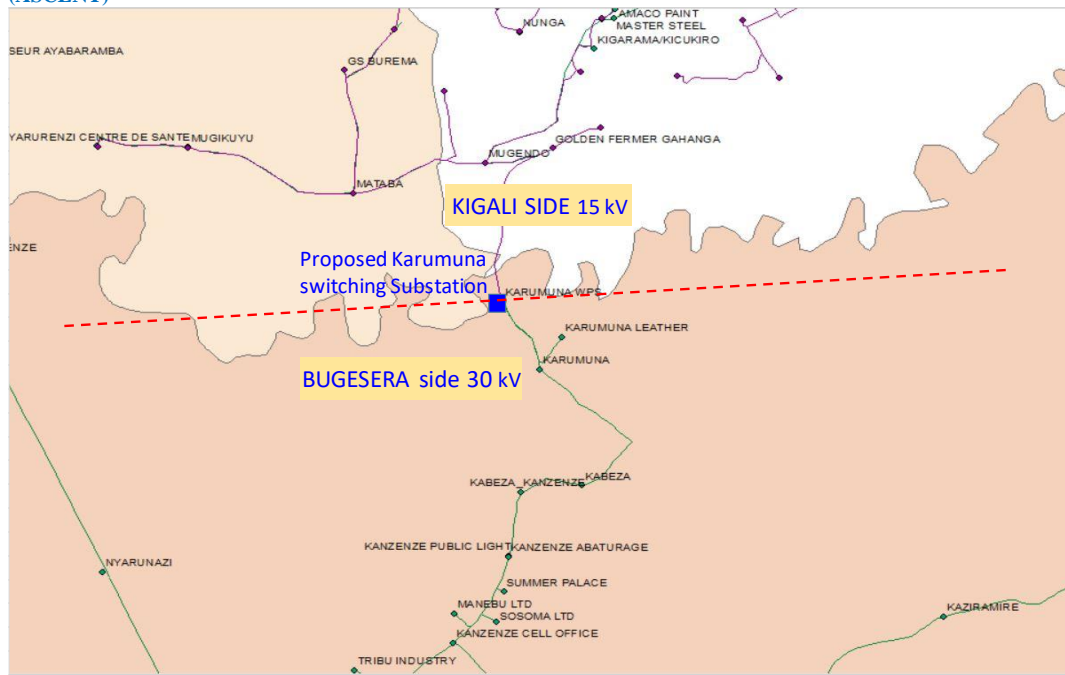 (ASCENT)
NUNGA
AMACO PAINT
MASTER STEEL
KIGARAMA/KICUKIRO
SEUR AYABARAMBA
GS BUREMA
YARURENZI CENTRE DE SANTE
MUGIKUYU
GOLDEN FERMER GAHANGA
MUGENDO
MATABA
KIGALI SIDE 15 kV
ENZE
Proposed Karumuna
switching Substation
KARUMUNA WPS
KARUMUNA LEATHER
KARUMUNA
BUGESERA side 30 kV
KABEZA_KANZENZE
KABEZA
KANZENZE PUBLIC LIGHT
KANZENZE ABATURAGE
NYARUNAZI
SUMMER PALACE
MANEBU LTD
SOSOMA LTD
KAZIRAMIRE
KANZENZE CELL OFFICE
TRIBU INDUSTRY